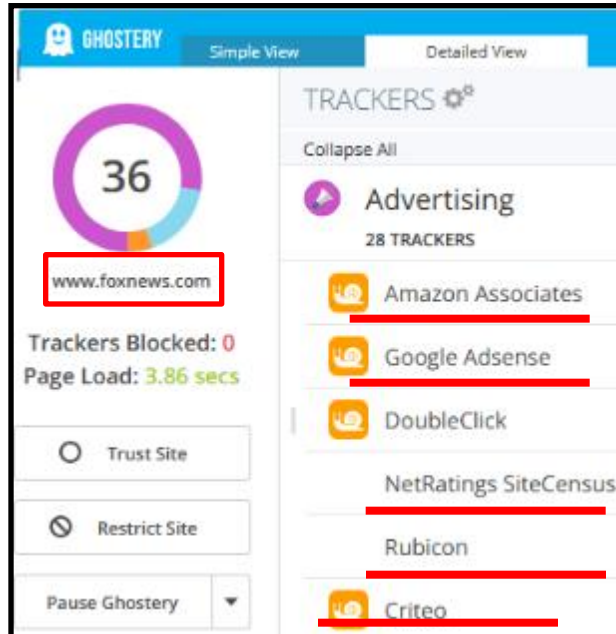 GHOSTERY
Simple View
Detailed View
36
www.foxnews.com
Trackers Blocked: 0
Page Load: 3.86 secs
Trust Site
Restrict Site
Pause Ghostery
TRACKERS
Collapse All
Advertising
28 TRACKERS
Amazon Associates
Google Adsense
DoubleClick
NetRatings SiteCensus
Rubicon
Criteo